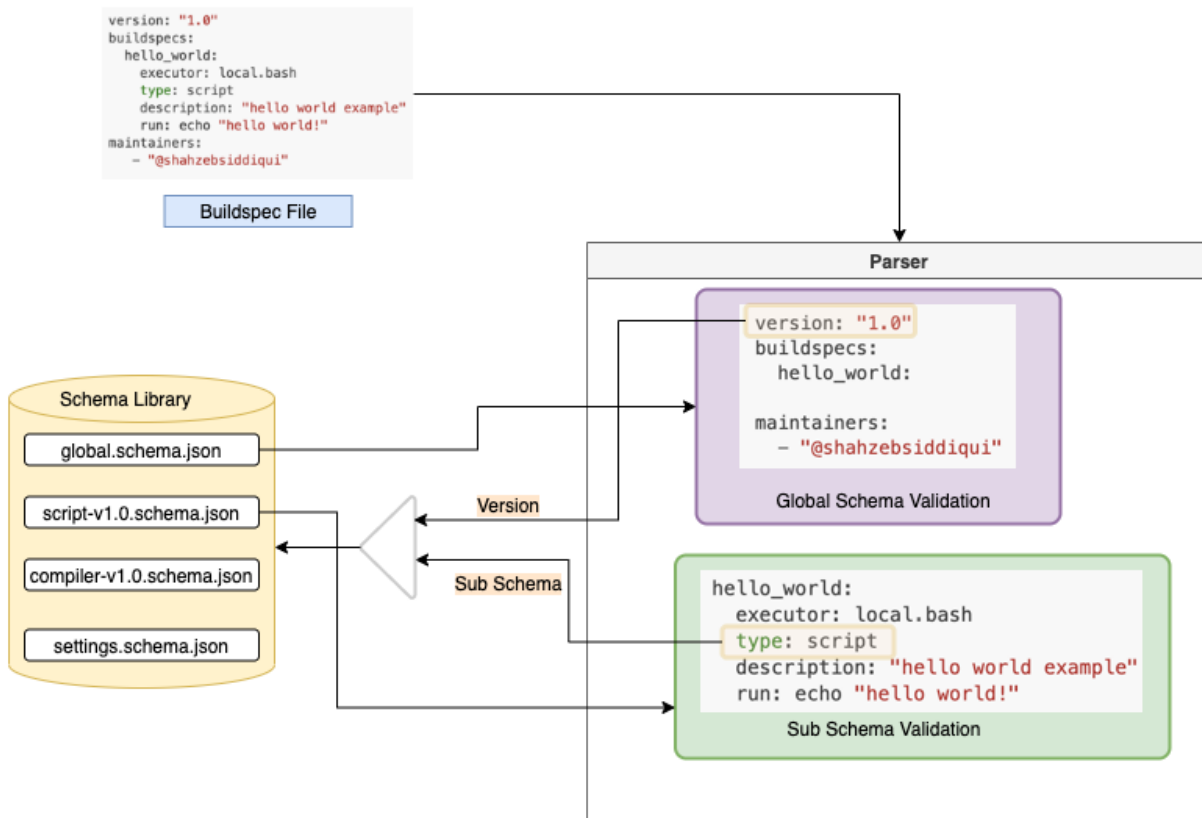 version: "1.0"
buildspecs:
  hello_world:
    executor: local.bash
    type: script
    description: "hello world example"
    run: echo "hello world!"
maintainers:
   - "@shahzebsiddiqui"
Buildspec File
Parser
version: "1.0"
buildspecs:
  hello_world:
maintainers:
  - "@shahzebsiddiqui"
Global Schema Validation
Schema Library
global.schema.json
script-v1.0.schema.json
compiler-v1.0.schema.json
settings.schema.json
Version
Sub Schema
hello_world:
  executor: local.bash
  type: script
  description: "hello world example"
  run: echo "hello world!"
Sub Schema Validation